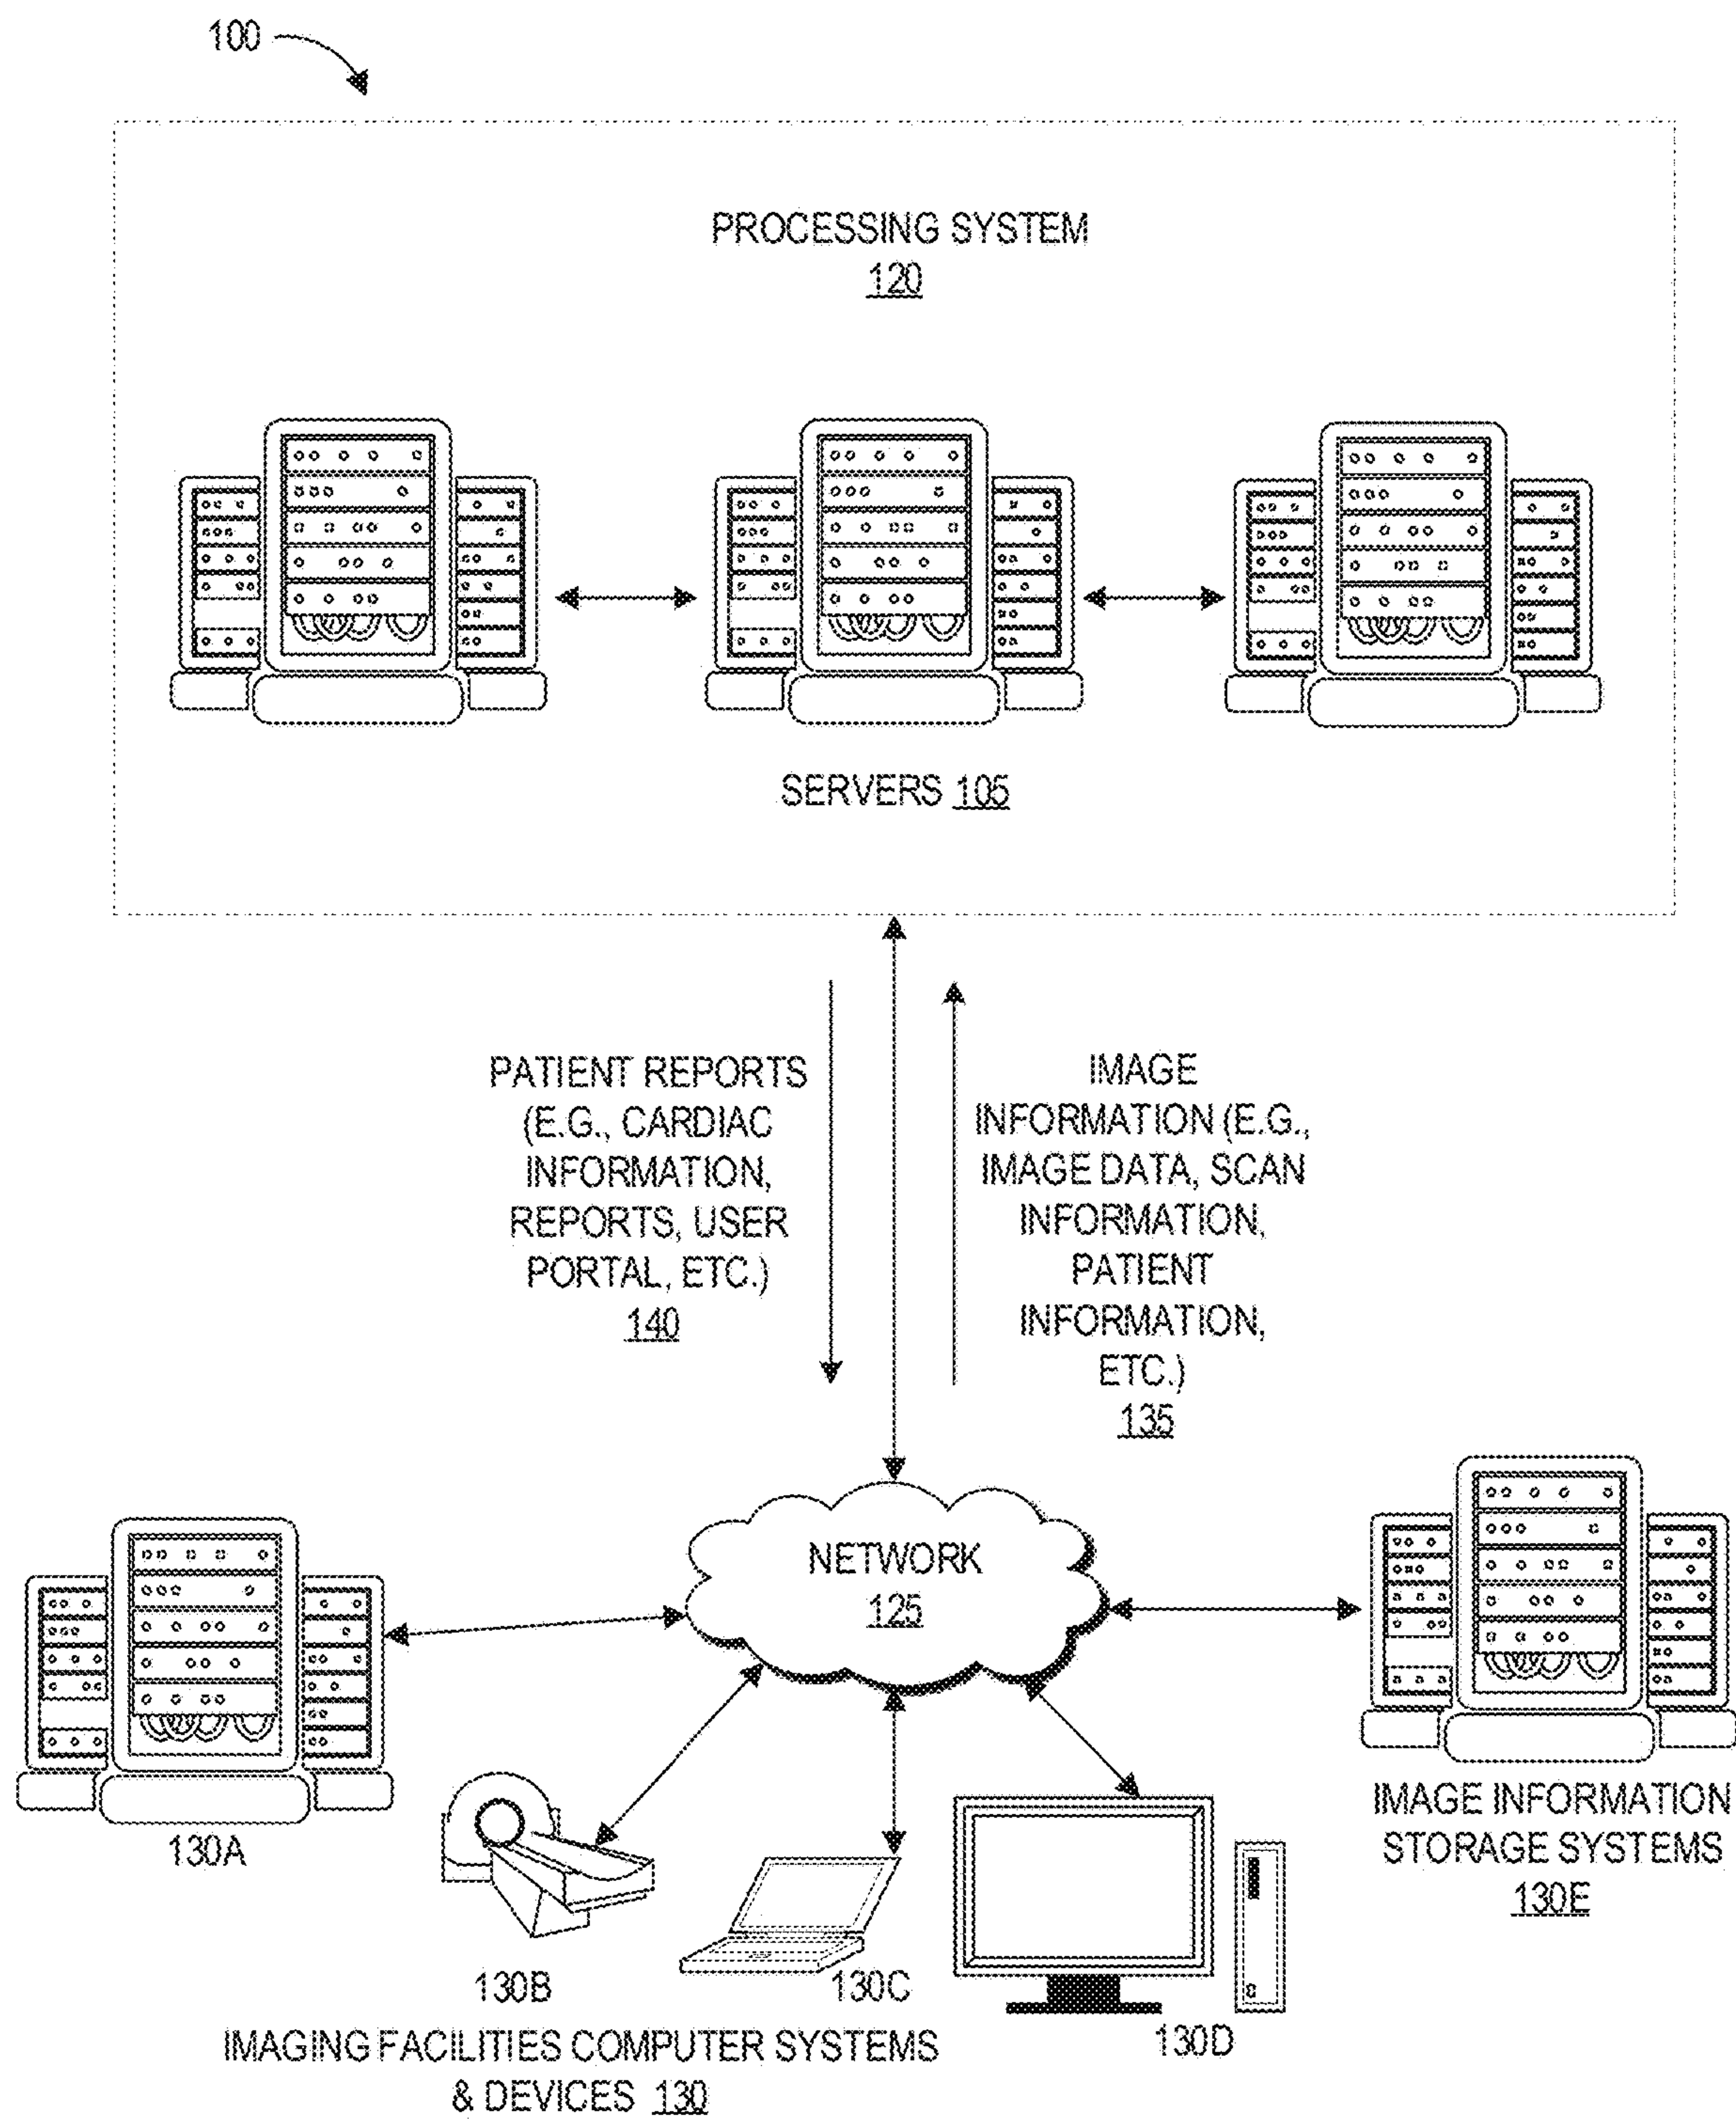 100
PROCESSING SYSTEM
120
SERVERS 105
PATIENT REPORTS
(E.G., CARDIAC
INFORMATION,
REPORTS, USER
PORTAL, ETC.)
140
IMAGE
INFORMATION (E.G.,
IMAGE DATA, SCAN
INFORMATION,
PATIENT
INFORMATION,
ETC.)
135
NETWORK
125
130A
130B
130C
130D
IMAGE INFORMATION
STORAGE SYSTEMS
130E
IMAGING FACILITIES COMPUTER SYSTEMS
& DEVICES 130